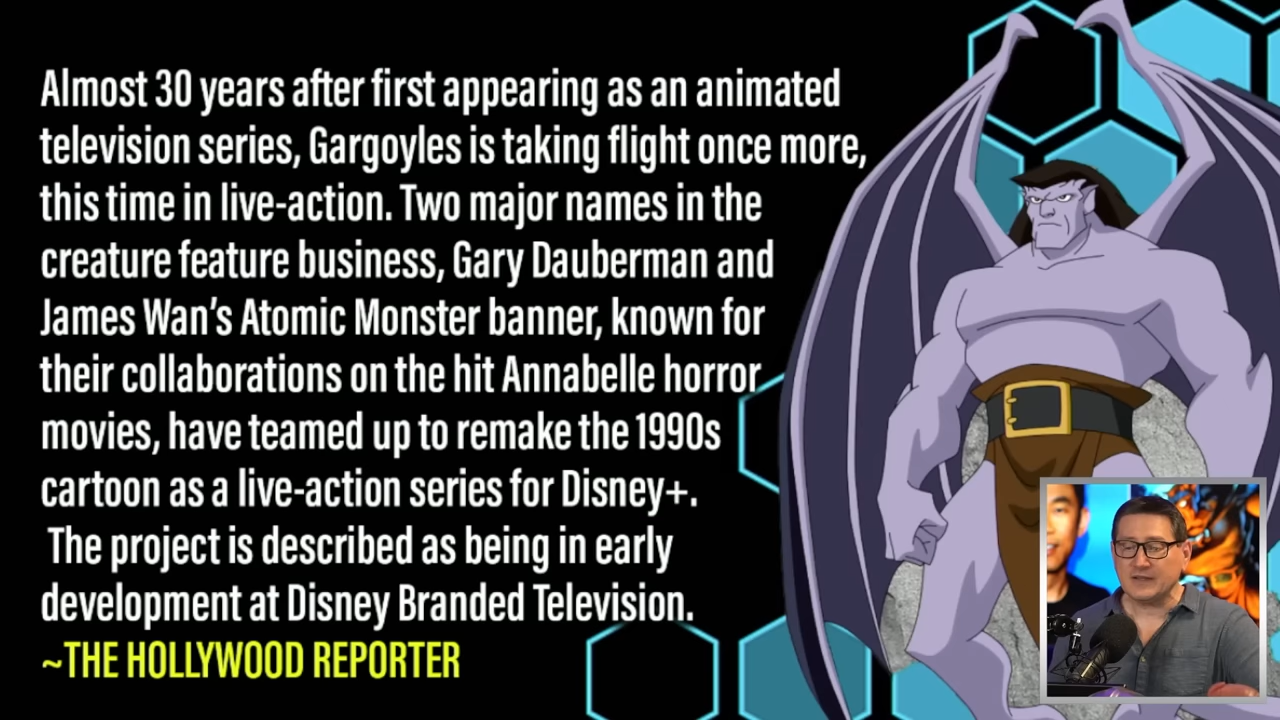 Almost 30 years after first appearing as an animated
television series, Gargoyles is taking flight once more,
this time in live-action. Two major names in the
creature feature business, Gary Dauberman and
James Wan's Atomic Monster banner, known for
their collaborations on the hit Annabelle horror
movies, have teamed up to remake the 1990s
cartoon as a live-action series for Disney+.
The project is described as being in early
development at Disney Branded Television.
~THE HOLLYWOOD REPORTER